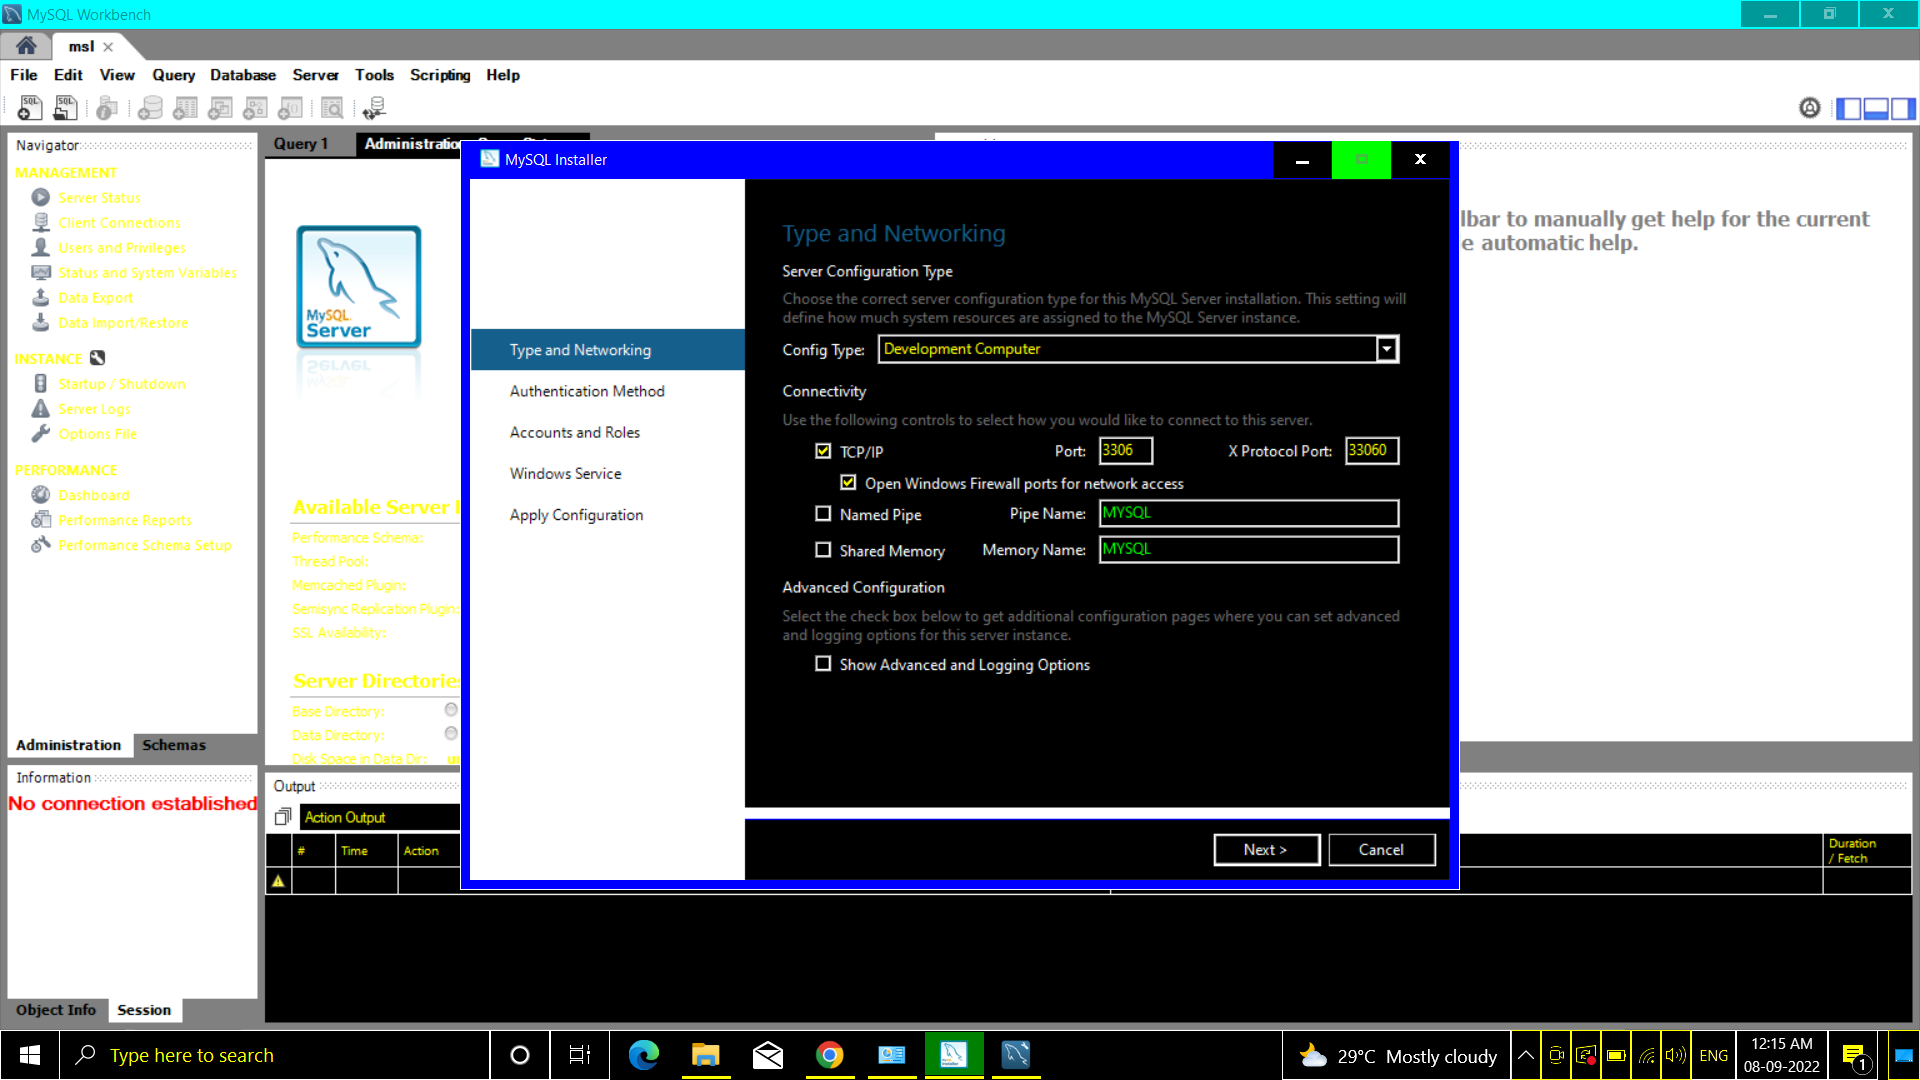 MySQL Workbench
msl
File Edit View Query Database Server Tools Scripting Help
SQL SQL
Navigator
MANAGEMENT
Server Status
Client Connections
Users and Privileges
Status and System Variables
Data Export
Data Import/Restore
INSTANCE
Startup / Shutdown
Server Logs
Options File
PERFORMANCE
Dashboard
Performance Reports
Performance Schema Setup
Administration Schemas
Information
No connection established
Object Info Session
Query 1
MySQL
Server
Available Server
Performance Schema:
Thread Pool:
Memcached Plugin:
Semisync Replication Plugin:
SSL Availability:
Base Directory:
Data Directory:
Disk Space in Data Dir:
MySQL Installer
Type and Networking
Authentication Method
Accounts and Roles
Windows Service
Apply Configuration
Type and Networking
Server Configuration Type
Choose the correct server configuration type for this MySQL Server installation. This setting will
define how much system resources are assigned to the MySQL Server instance.
Config Type: Development Computer
Connectivity
Use the following controls to select how you would like to connect to this server.
TCP/IP Port: 3306 X Protocol Port: 33060
Open Windows Firewall ports for network access
Named Pipe Pipe Name: MYSQL
Shared Memory Memory Name: MYSQL
Advanced Configuration
Select the check box below to get additional configuration pages where you can set advanced
and logging options for this server instance.
Show Advanced and Logging Options
Next > Cancel
lbar to manually get help for the current
e automatic help.
Output
Action Output
# Time Action Duration / Fetch
Type here to search
29°C Mostly cloudy
ENG
12:15 AM
08-09-2022
1